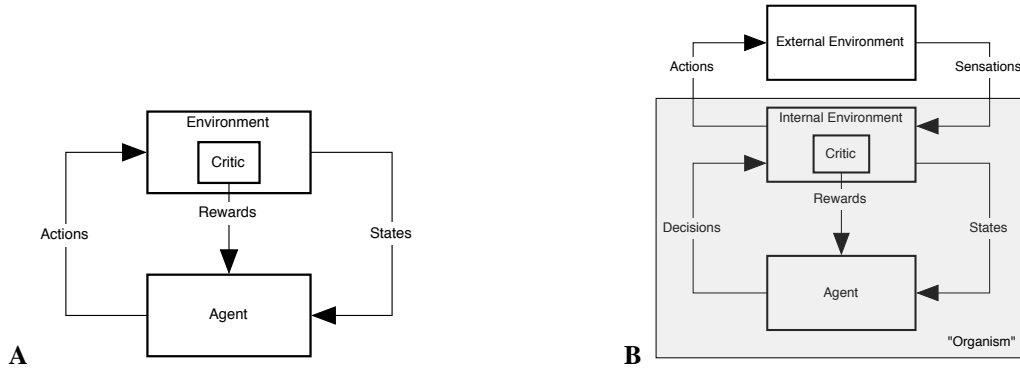 Environment
Critic
Rewards
Actions
States
Agent
A
External Environment
Actions
Sensations
Internal Environment
Critic
Rewards
Decisions
States
Agent
"Organism"
B